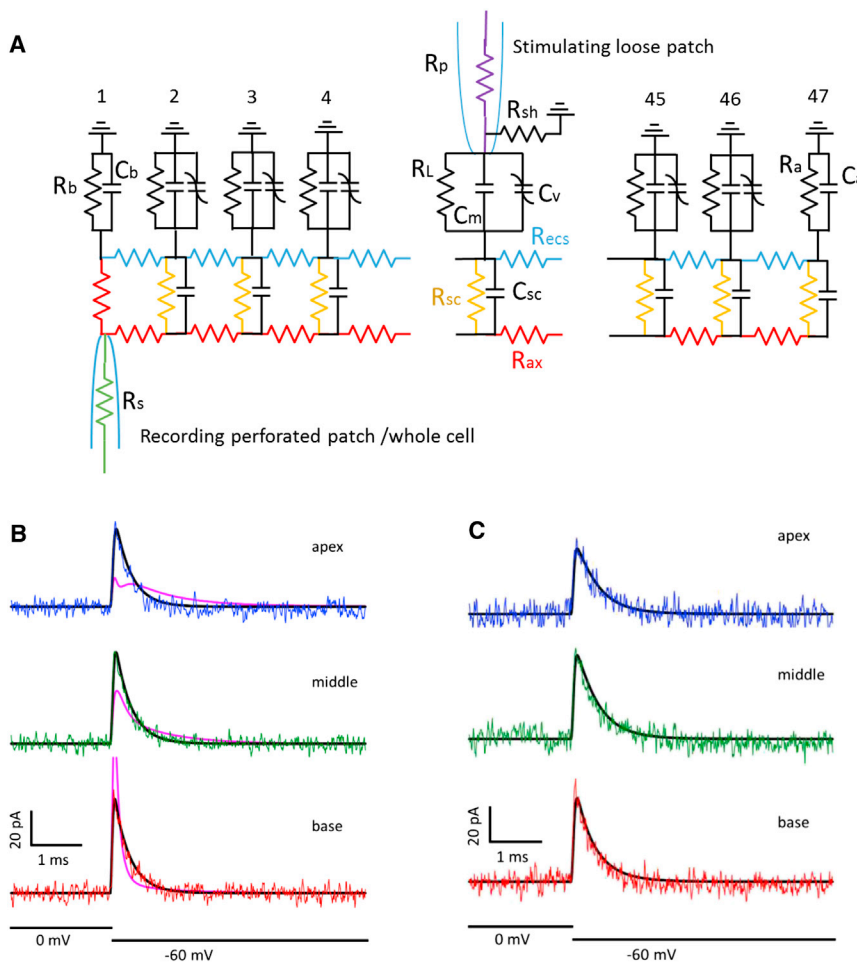 A
Stimulating loose patch
Rp
Rsh
1 2 3 4 45 46 47
Rb Cb RL Cm Cv Ra
Recs
Rsc Csc
Rax
Rs
Recording perforated patch /whole cell
B
apex
middle
base
20 pA
1 ms
0 mV
-60 mV
C
apex
middle
base
20 pA
1 ms
0 mV
-60 mV